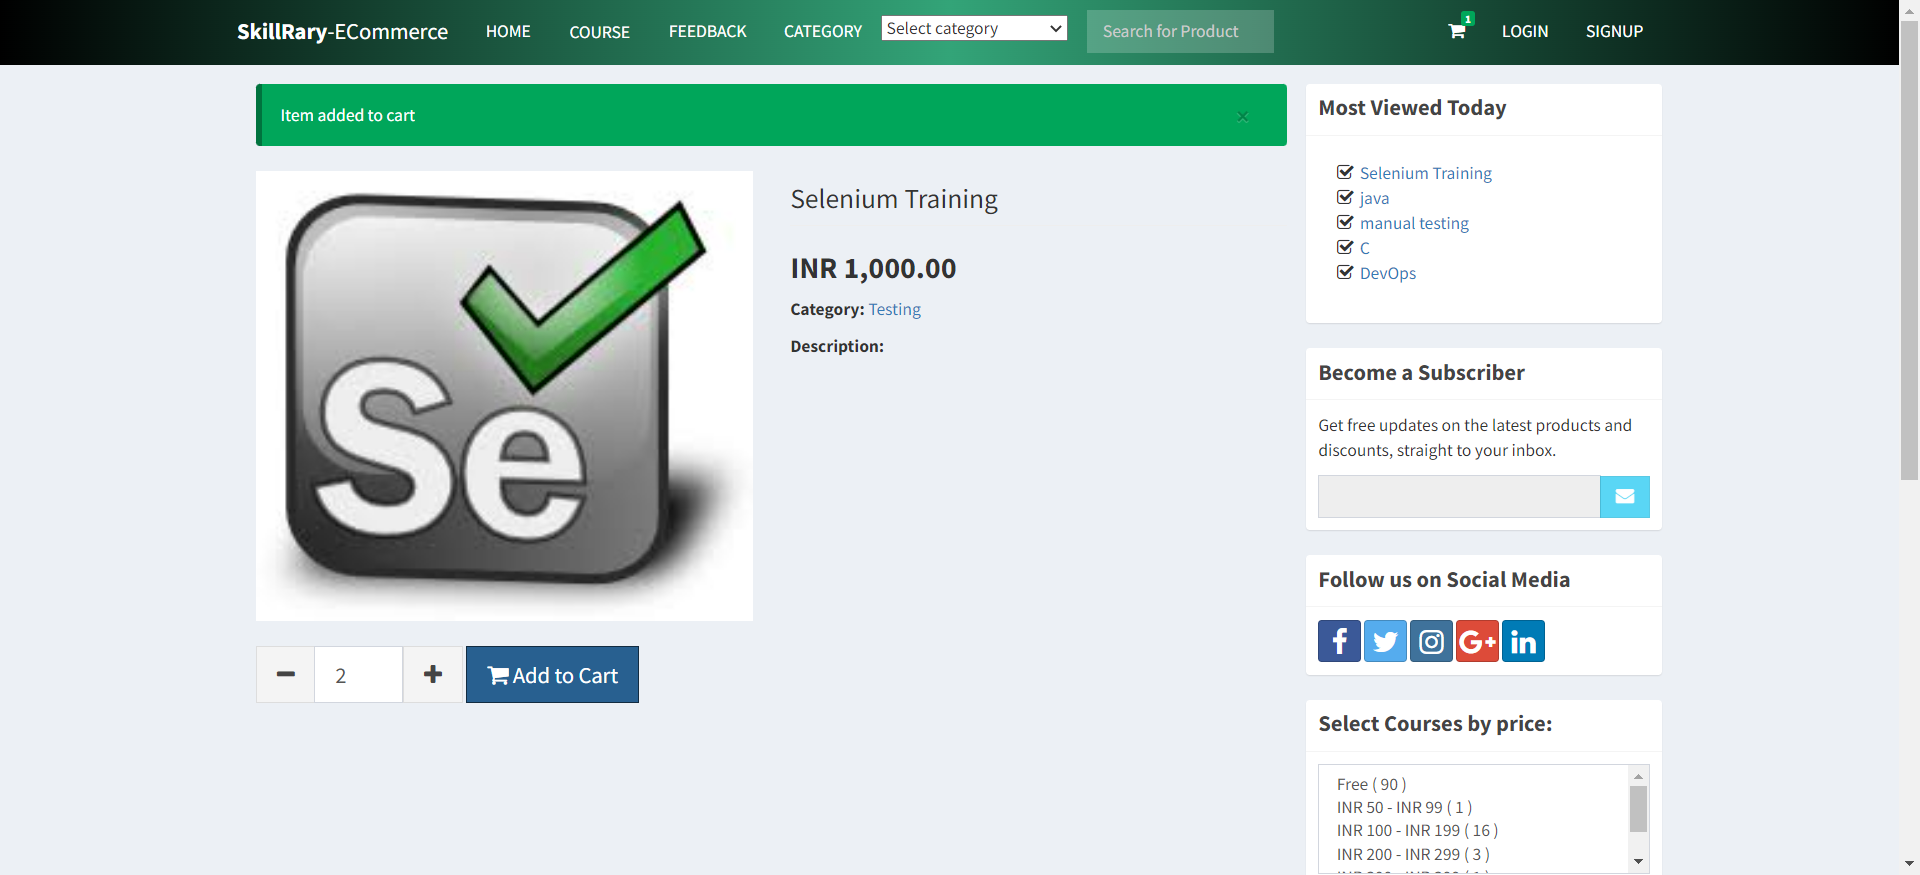 SkillRary-ECommerce HOME COURSE FEEDBACK CATEGORY Select category Search for Product 1 LOGIN SIGNUP
Item added to cart ×
Se
Selenium Training
INR 1,000.00
Category: Testing
Description:
2 Add to Cart
Most Viewed Today
Selenium Training
java
manual testing
C
DevOps
Become a Subscriber
Get free updates on the latest products and
discounts, straight to your inbox.
Follow us on Social Media
Select Courses by price:
Free ( 90 )
INR 50 - INR 99 ( 1 )
INR 100 - INR 199 ( 16 )
INR 200 - INR 299 ( 3 )